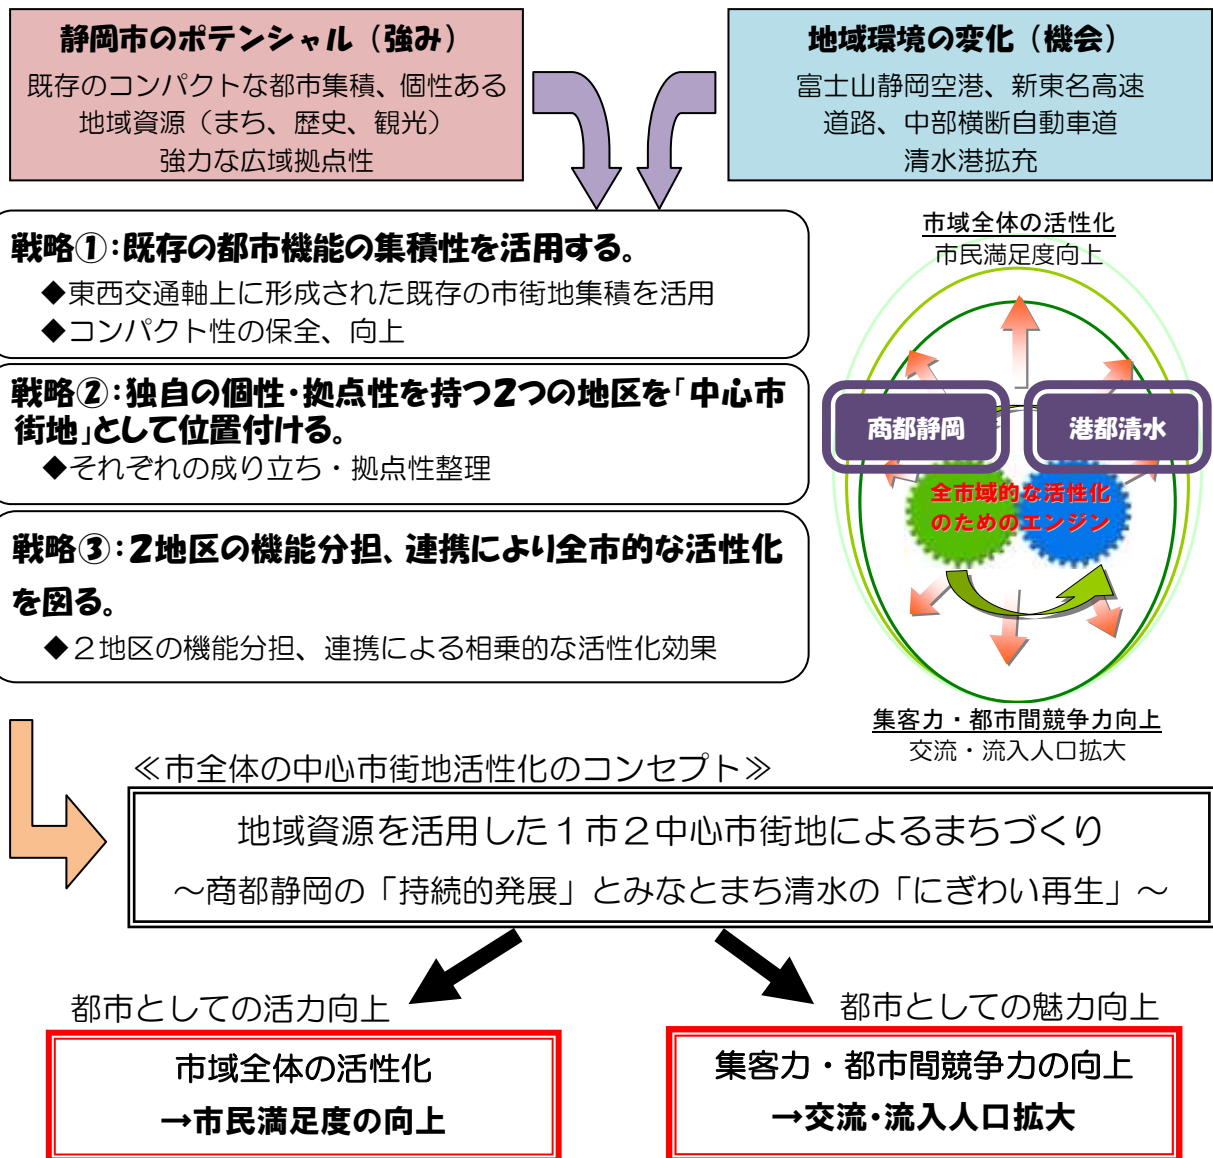 静岡市のポテンシャル（強み）
既存のコンパクトな都市集積、個性ある
地域資源（まち、歴史、観光）
強力な広域拠点性
地域環境の変化（機会）
富士山静岡空港、新東名高速
道路、中部横断自動車道
清水港拡充
戦略①：既存の都市機能の集積性を活用する。
◆東西交通軸上に形成された既存の市街地集積を活用
◆コンパクト性の保全、向上
戦略②：独自の個性・拠点性を持つ2つの地区を「中心市
街地」として位置付ける。
◆それぞれの成り立ち・拠点性整理
戦略③：2地区の機能分担、連携により全市的な活性化
を図る。
◆２地区の機能分担、連携による相乗的な活性化効果
市域全体の活性化
市民満足度向上
商都静岡
港都清水
全市域的な活性化
のためのエンジン
集客力・都市間競争力向上
交流・流入人口拡大
≪市全体の中心市街地活性化のコンセプト≫
地域資源を活用した１市２中心市街地によるまちづくり
～商都静岡の「持続的発展」とみなとまち清水の「にぎわい再生」～
都市としての活力向上
市域全体の活性化
→市民満足度の向上
都市としての魅力向上
集客力・都市間競争力の向上
→交流・流入人口拡大